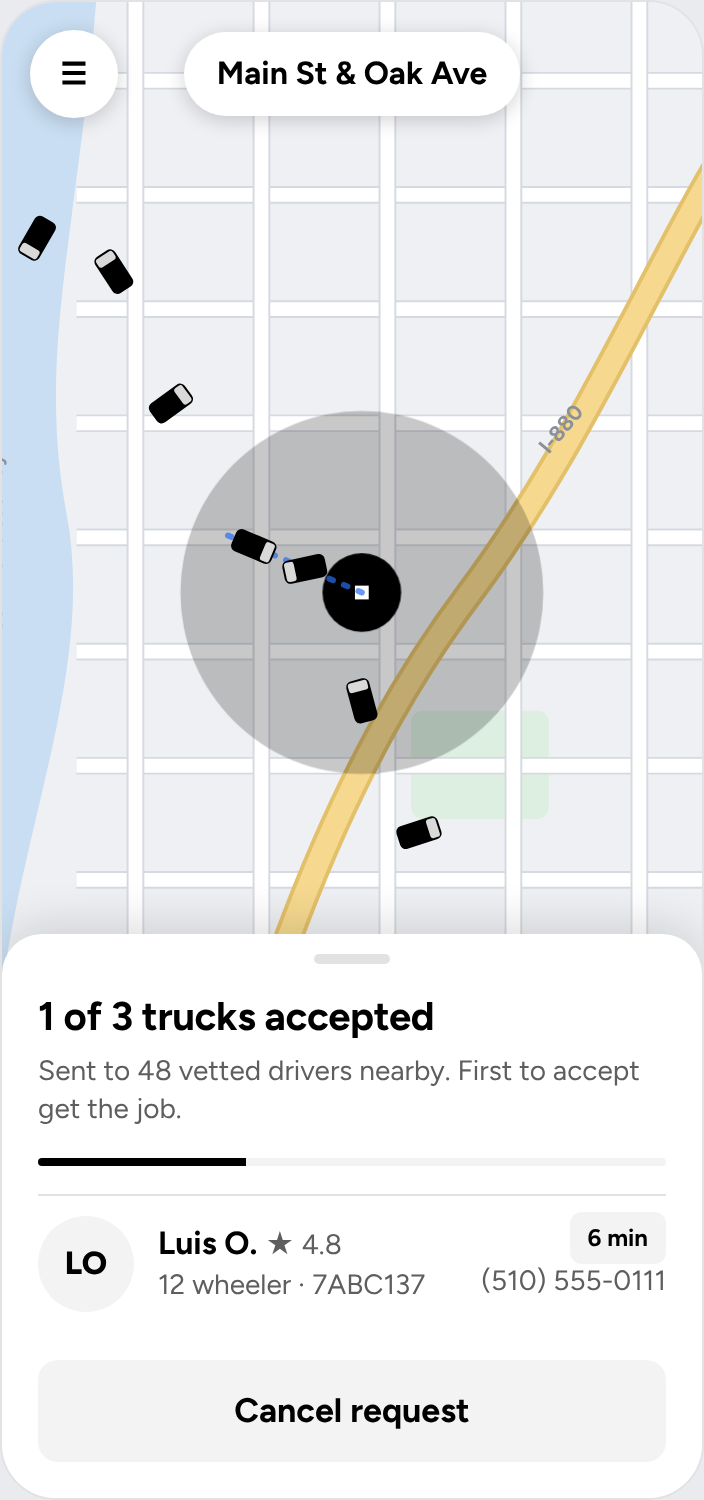 ☰
Main St & Oak Ave
I-880
1 of 3 trucks accepted
Sent to 48 vetted drivers nearby. First to accept
get the job.
LO
Luis O. ★ 4.8
6 min
12 wheeler · 7ABC137
(510) 555-0111
Cancel request